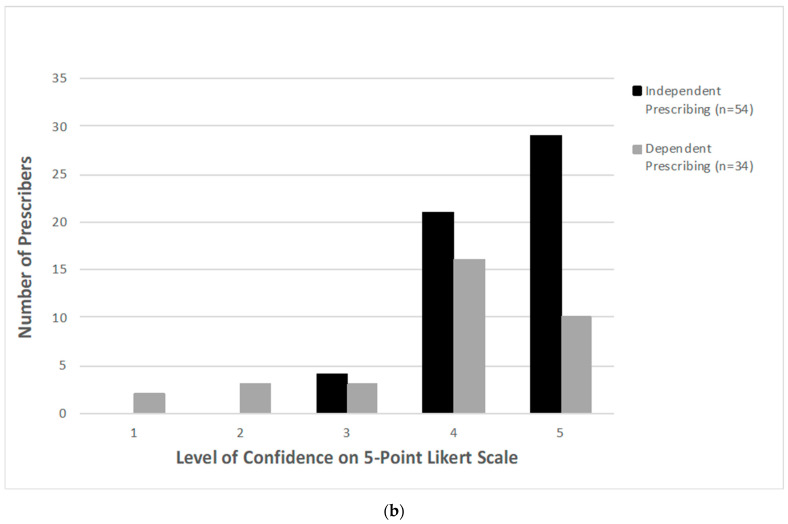 35
30
25
20
15
10
5
0
Number of Prescribers
1 2 3 4 5
Level of Confidence on 5-Point Likert Scale
Independent
Prescribing (n=54)
Dependent
Prescribing (n=34)
(b)